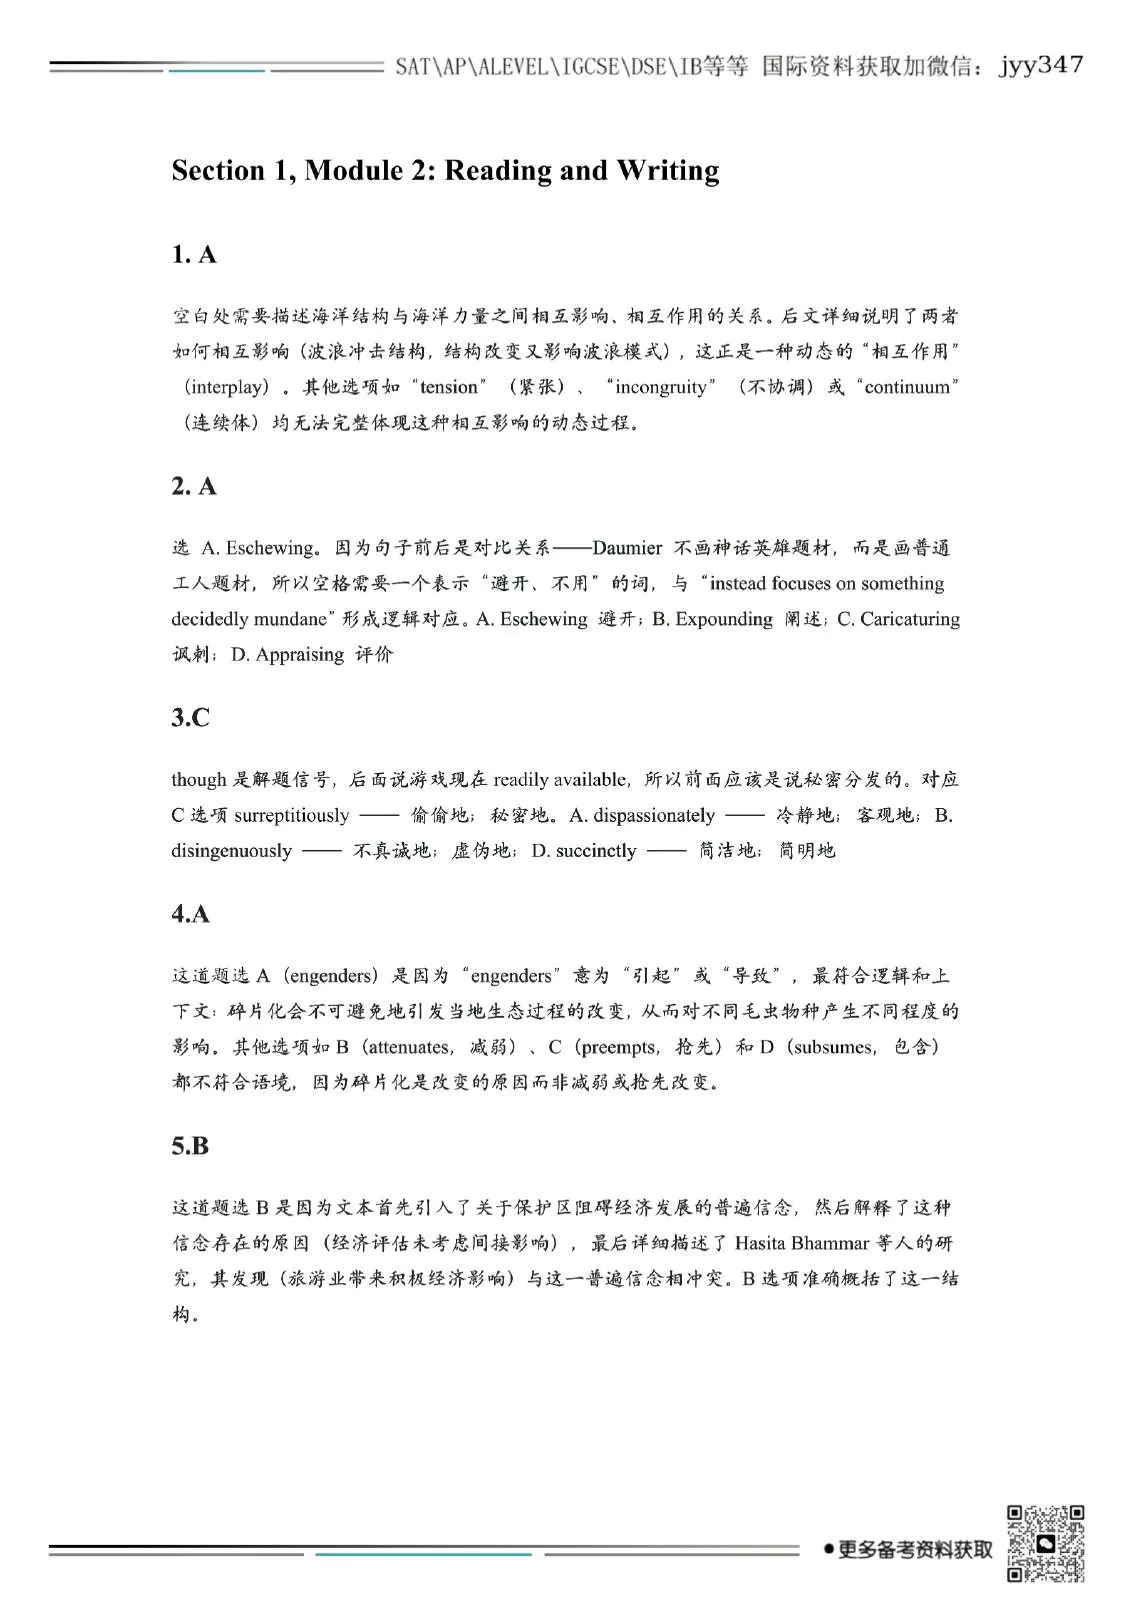 SAT\AP\ALEVEL\IGCSE\DSE\IB等等 国际资料获取加微信：jyy347
Section 1, Module 2: Reading and Writing
1. A
空白处需要描述海洋结构与海洋力量之间相互影响、相互作用的关系。后文详细说明了两者
如何相互影响（波浪冲击结构，结构改变又影响波浪模式），这正是一种动态的“相互作用”
（interplay）。其他选项如“tension”（紧张）、“incongruity”（不协调）或“continuum”
（连续体）均无法完整体现这种相互影响的动态过程。
2. A
选 A. Eschewing。因为句子前后是对比关系——Daumier 不画神话英雄题材，而是画普通
工人题材，所以空格需要一个表示“避开、不用”的词，与“instead focuses on something
decidedly mundane”形成逻辑对应。A. Eschewing 避开；B. Expounding 阐述；C. Caricaturing
讽刺；D. Appraising 评价
3.C
though 是解题信号，后面说游戏现在 readily available，所以前面应该是说秘密分发的。对应
C 选项 surreptitiously —— 偷偷地；秘密地。A. dispassionately —— 冷静地；客观地；B.
disingenuously —— 不真诚地；虚伪地；D. succinctly —— 简洁地；简明地
4.A
这道题选 A（engenders）是因为“engenders”意为“引起”或“导致”，最符合逻辑和上
下文：碎片化会不可避免地引发当地生态过程的改变，从而对不同毛虫物种产生不同程度的
影响。其他选项如 B（attenuates，减弱）、C（preempts，抢先）和 D（subsumes，包含）
都不符合语境，因为碎片化是改变的原因而非减弱或抢先改变。
5.B
这道题选 B 是因为文本首先引入了关于保护区阻碍经济发展的普遍信念，然后解释了这种
信念存在的原因（经济评估未考虑间接影响），最后详细描述了 Hasita Bhammar 等人的研
究，其发现（旅游业带来积极经济影响）与这一普遍信念相冲突。B 选项准确概括了这一结
构。
●更多备考资料获取